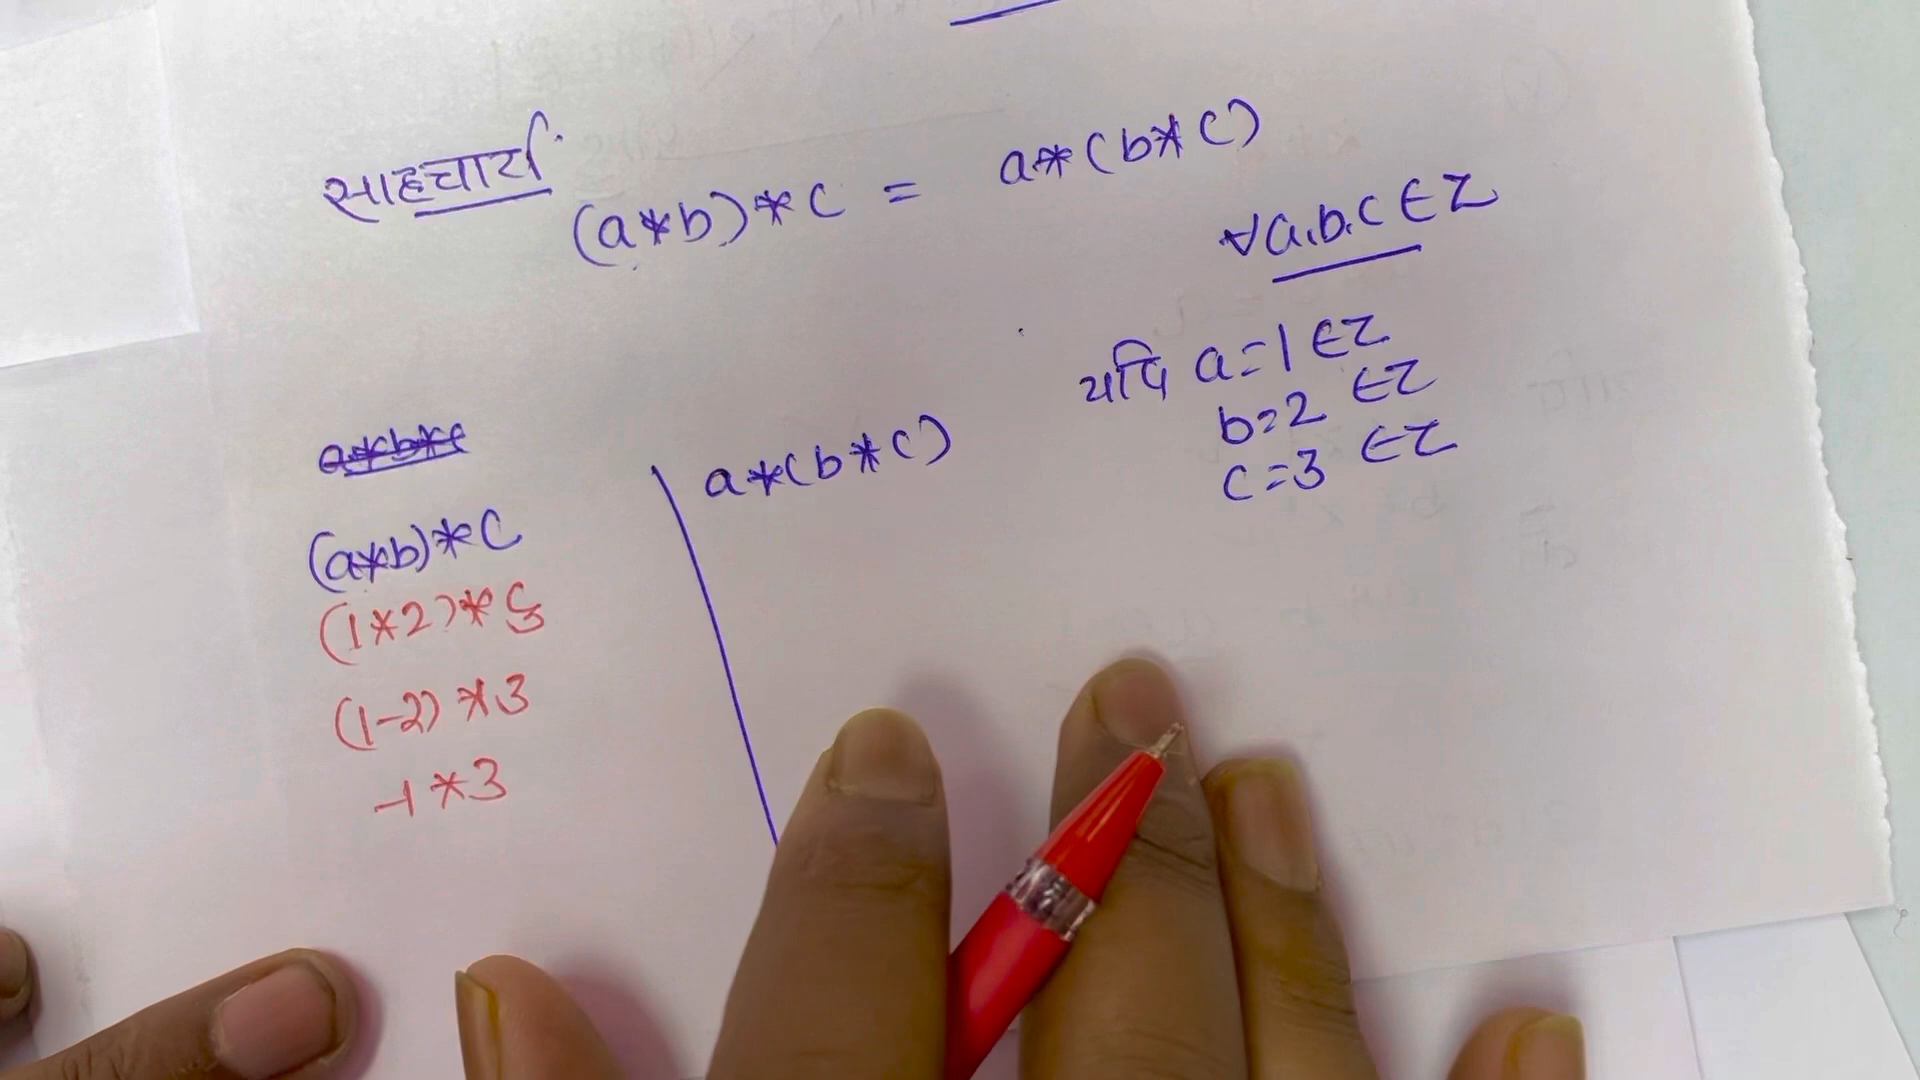 साहचार्य
(a*b)*c = a*(b*c)
∀a,b,c∈Z
यदि a=1∈Z
b=2 ∈Z
c=3 ∈Z
a*(b*c)
(a*b)*c
(1*2)*3
(1-2)*3
-1*3